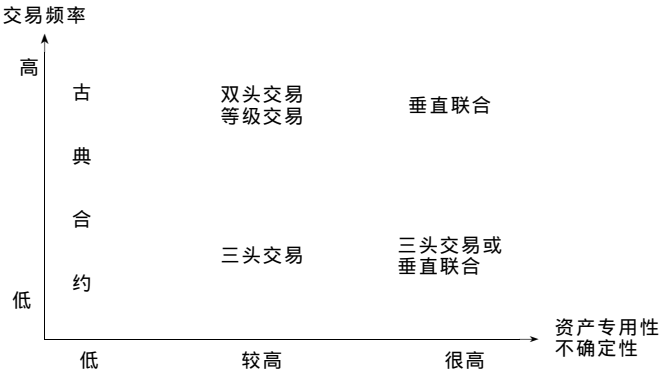 交易频率
高
古
典
合
约
双头交易
等级交易
垂直联合
三头交易
三头交易或
垂直联合
低
低
较高
很高
资产专用性
不确定性